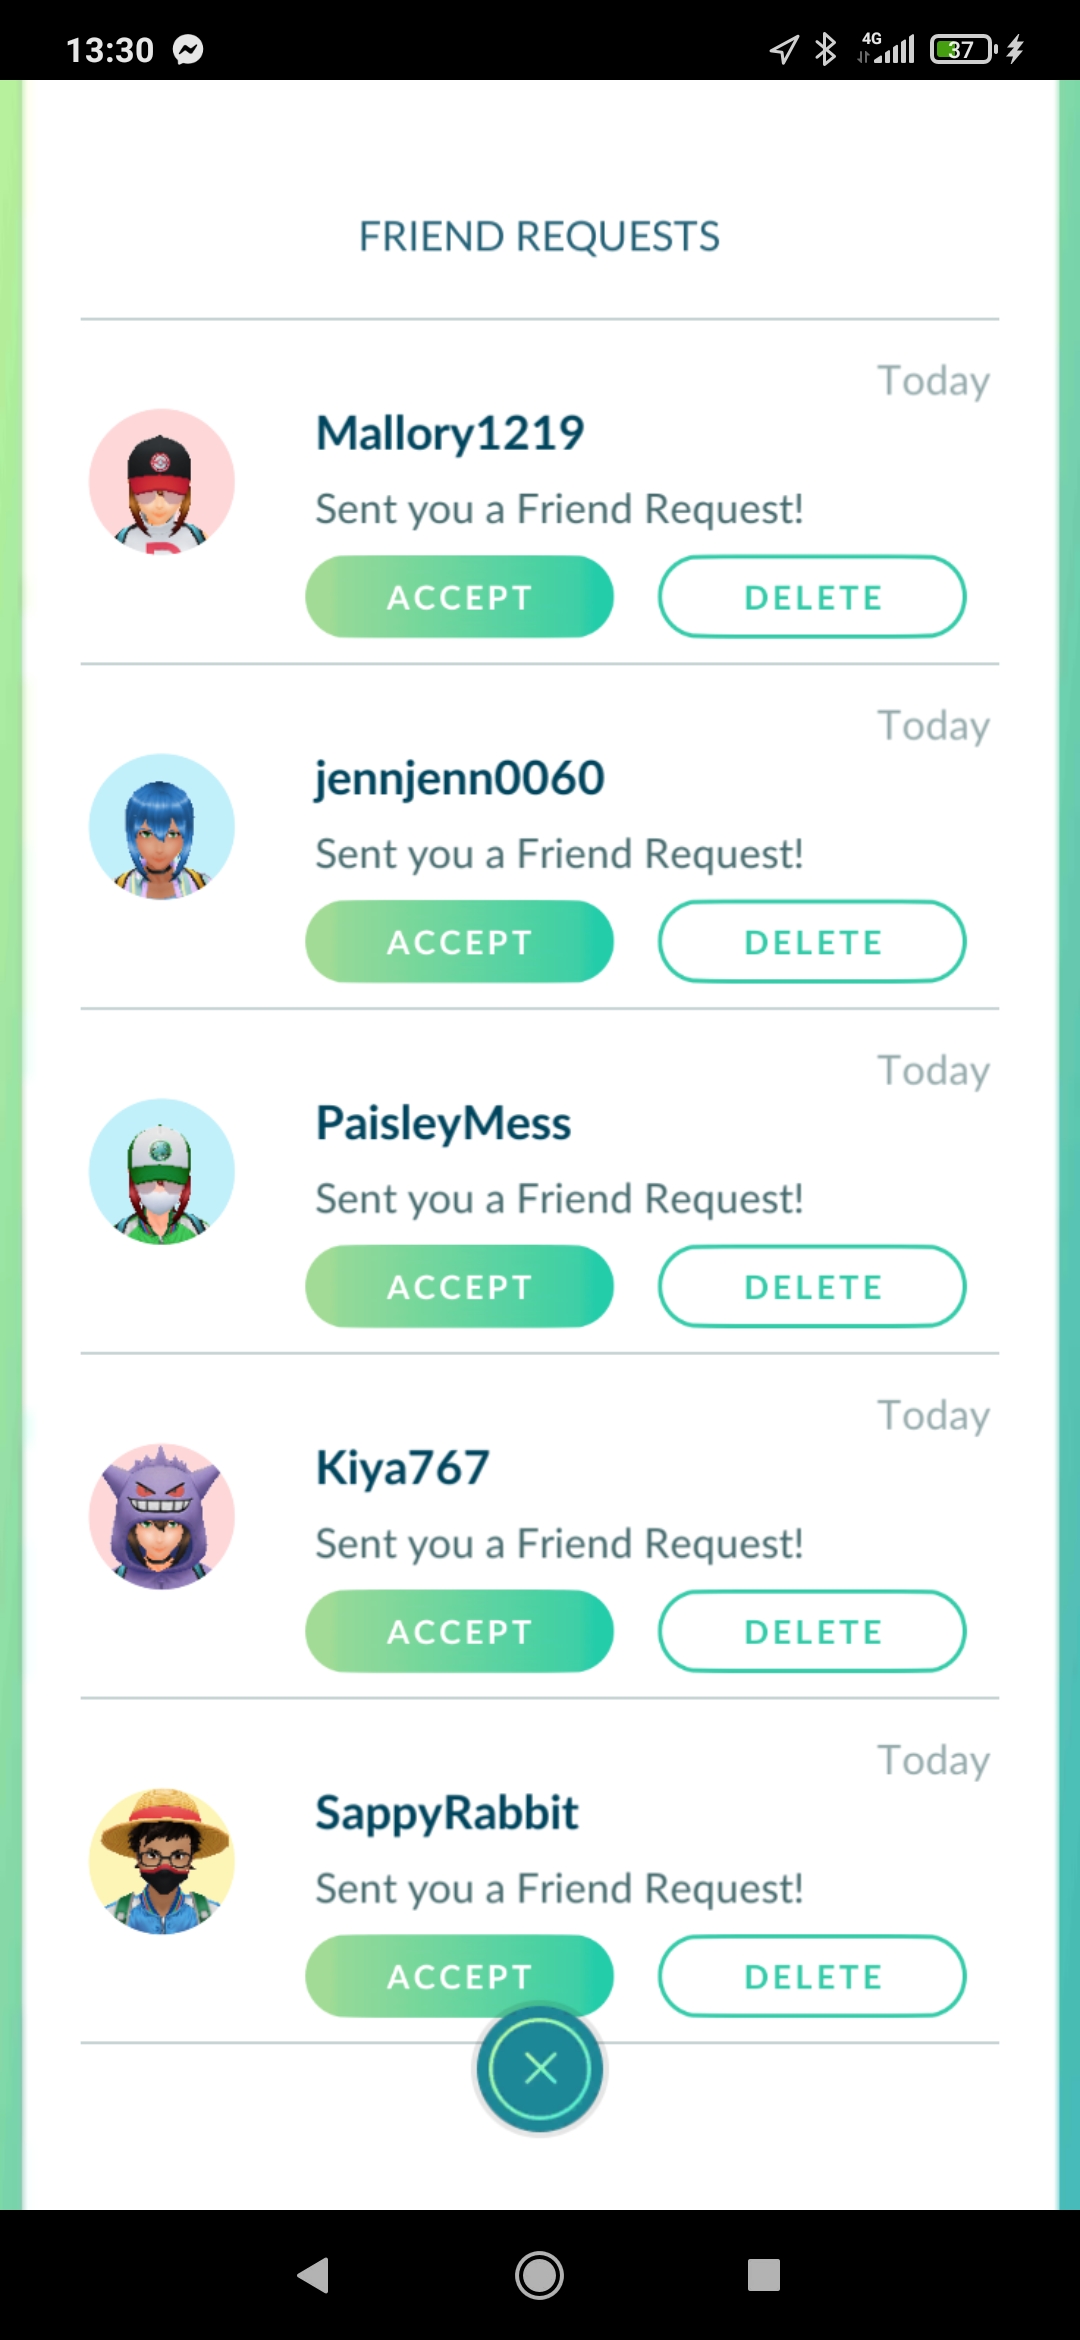 13:30
4G
37
FRIEND REQUESTS
Today
Mallory1219
Sent you a Friend Request!
ACCEPT DELETE
Today
jennjenn0060
Sent you a Friend Request!
ACCEPT DELETE
Today
PaisleyMess
Sent you a Friend Request!
ACCEPT DELETE
Today
Kiya767
Sent you a Friend Request!
ACCEPT DELETE
Today
SappyRabbit
Sent you a Friend Request!
ACCEPT DELETE